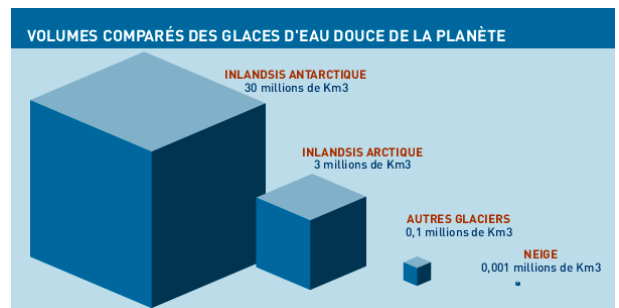 VOLUMES COMPARÉS DES GLACES D'EAU DOUCE DE LA PLANÈTE
INLANDSIS ANTARCTIQUE
30 millions de Km3
INLANDSIS ARCTIQUE
3 millions de Km3
AUTRES GLACIERS
0,1 millions de Km3
NEIGE
0,001 millions de Km3